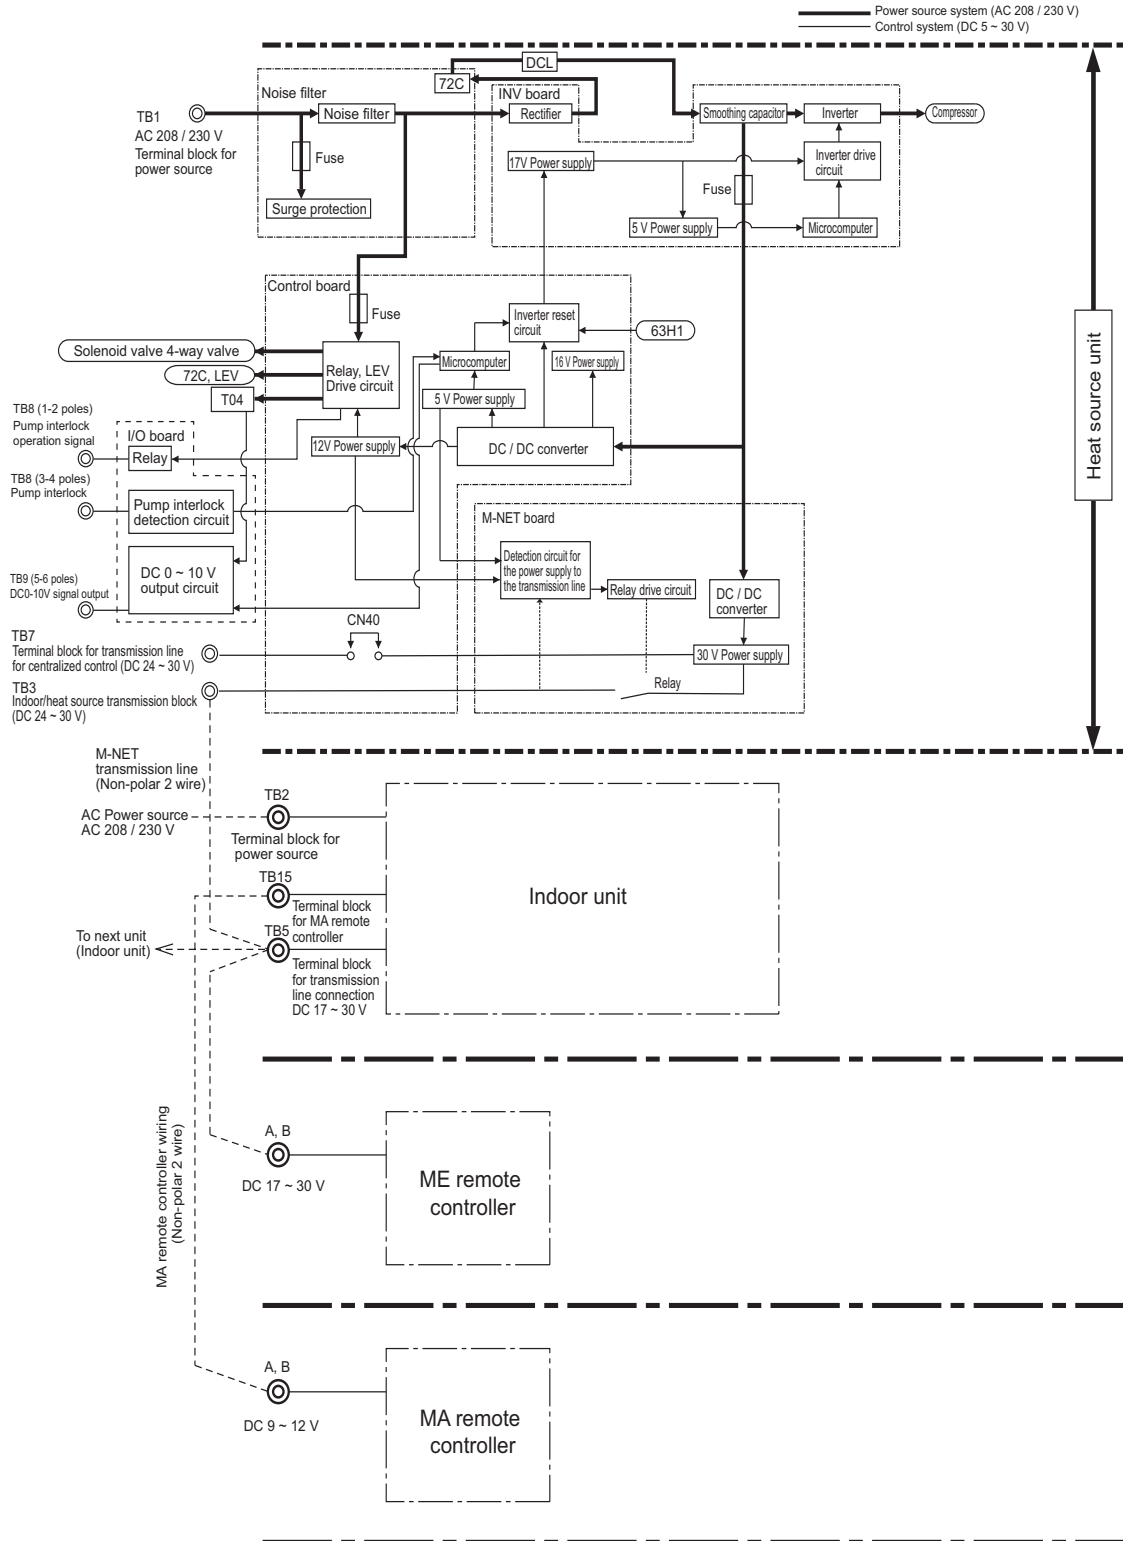 Power source system (AC 208 / 230 V)
Control system (DC 5 ~ 30 V)
DCL
72C
Noise filter
INV board
TB1
AC 208 / 230 V
Terminal block for
power source
Noise filter
Rectifier
Smoothing capacitor
Inverter
Compressor
Fuse
17V Power supply
Inverter drive
circuit
Fuse
Surge protection
5 V Power supply
Microcomputer
Control board
Fuse
Inverter reset
circuit
63H1
Solenoid valve 4-way valve
72C, LEV
T04
Relay, LEV
Drive circuit
Microcomputer
16 V Power supply
5 V Power supply
Heat source unit
TB8 (1-2 poles)
Pump interlock
operation signal
I/O board
Relay
12V Power supply
DC / DC converter
TB8 (3-4 poles)
Pump interlock
Pump interlock
detection circuit
M-NET board
DC 0 ~ 10 V
output circuit
Detection circuit for
the power supply to
the transmission line
Relay drive circuit
DC / DC
converter
TB9 (5-6 poles)
DC0-10V signal output
CN40
TB7
Terminal block for transmission line
for centralized control (DC 24 ~ 30 V)
30 V Power supply
TB3
Indoor/heat source transmission block
(DC 24 ~ 30 V)
Relay
M-NET
transmission line
(Non-polar 2 wire)
TB2
AC Power source
AC 208 / 230 V
Terminal block for
power source
TB15
Terminal block
for MA remote
controller
Indoor unit
To next unit
(Indoor unit)
TB5
Terminal block
for transmission
line connection
DC 17 ~ 30 V
MA remote controller wiring
(Non-polar 2 wire)
A, B
DC 17 ~ 30 V
ME remote
controller
A, B
DC 9 ~ 12 V
MA remote
controller